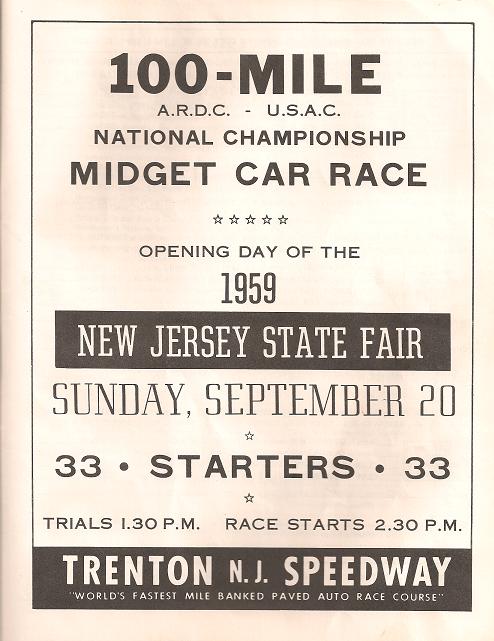 100-MILE
A.R.D.C. - U.S.A.C.
NATIONAL CHAMPIONSHIP
MIDGET CAR RACE
☆☆☆☆☆
OPENING DAY OF THE
1959
NEW JERSEY STATE FAIR
SUNDAY, SEPTEMBER 20
☆
33 • STARTERS • 33
☆
TRIALS 1.30 P.M. RACE STARTS 2.30 P.M.
TRENTON N.J. SPEEDWAY
"WORLD'S FASTEST MILE BANKED PAVED AUTO RACE COURSE"